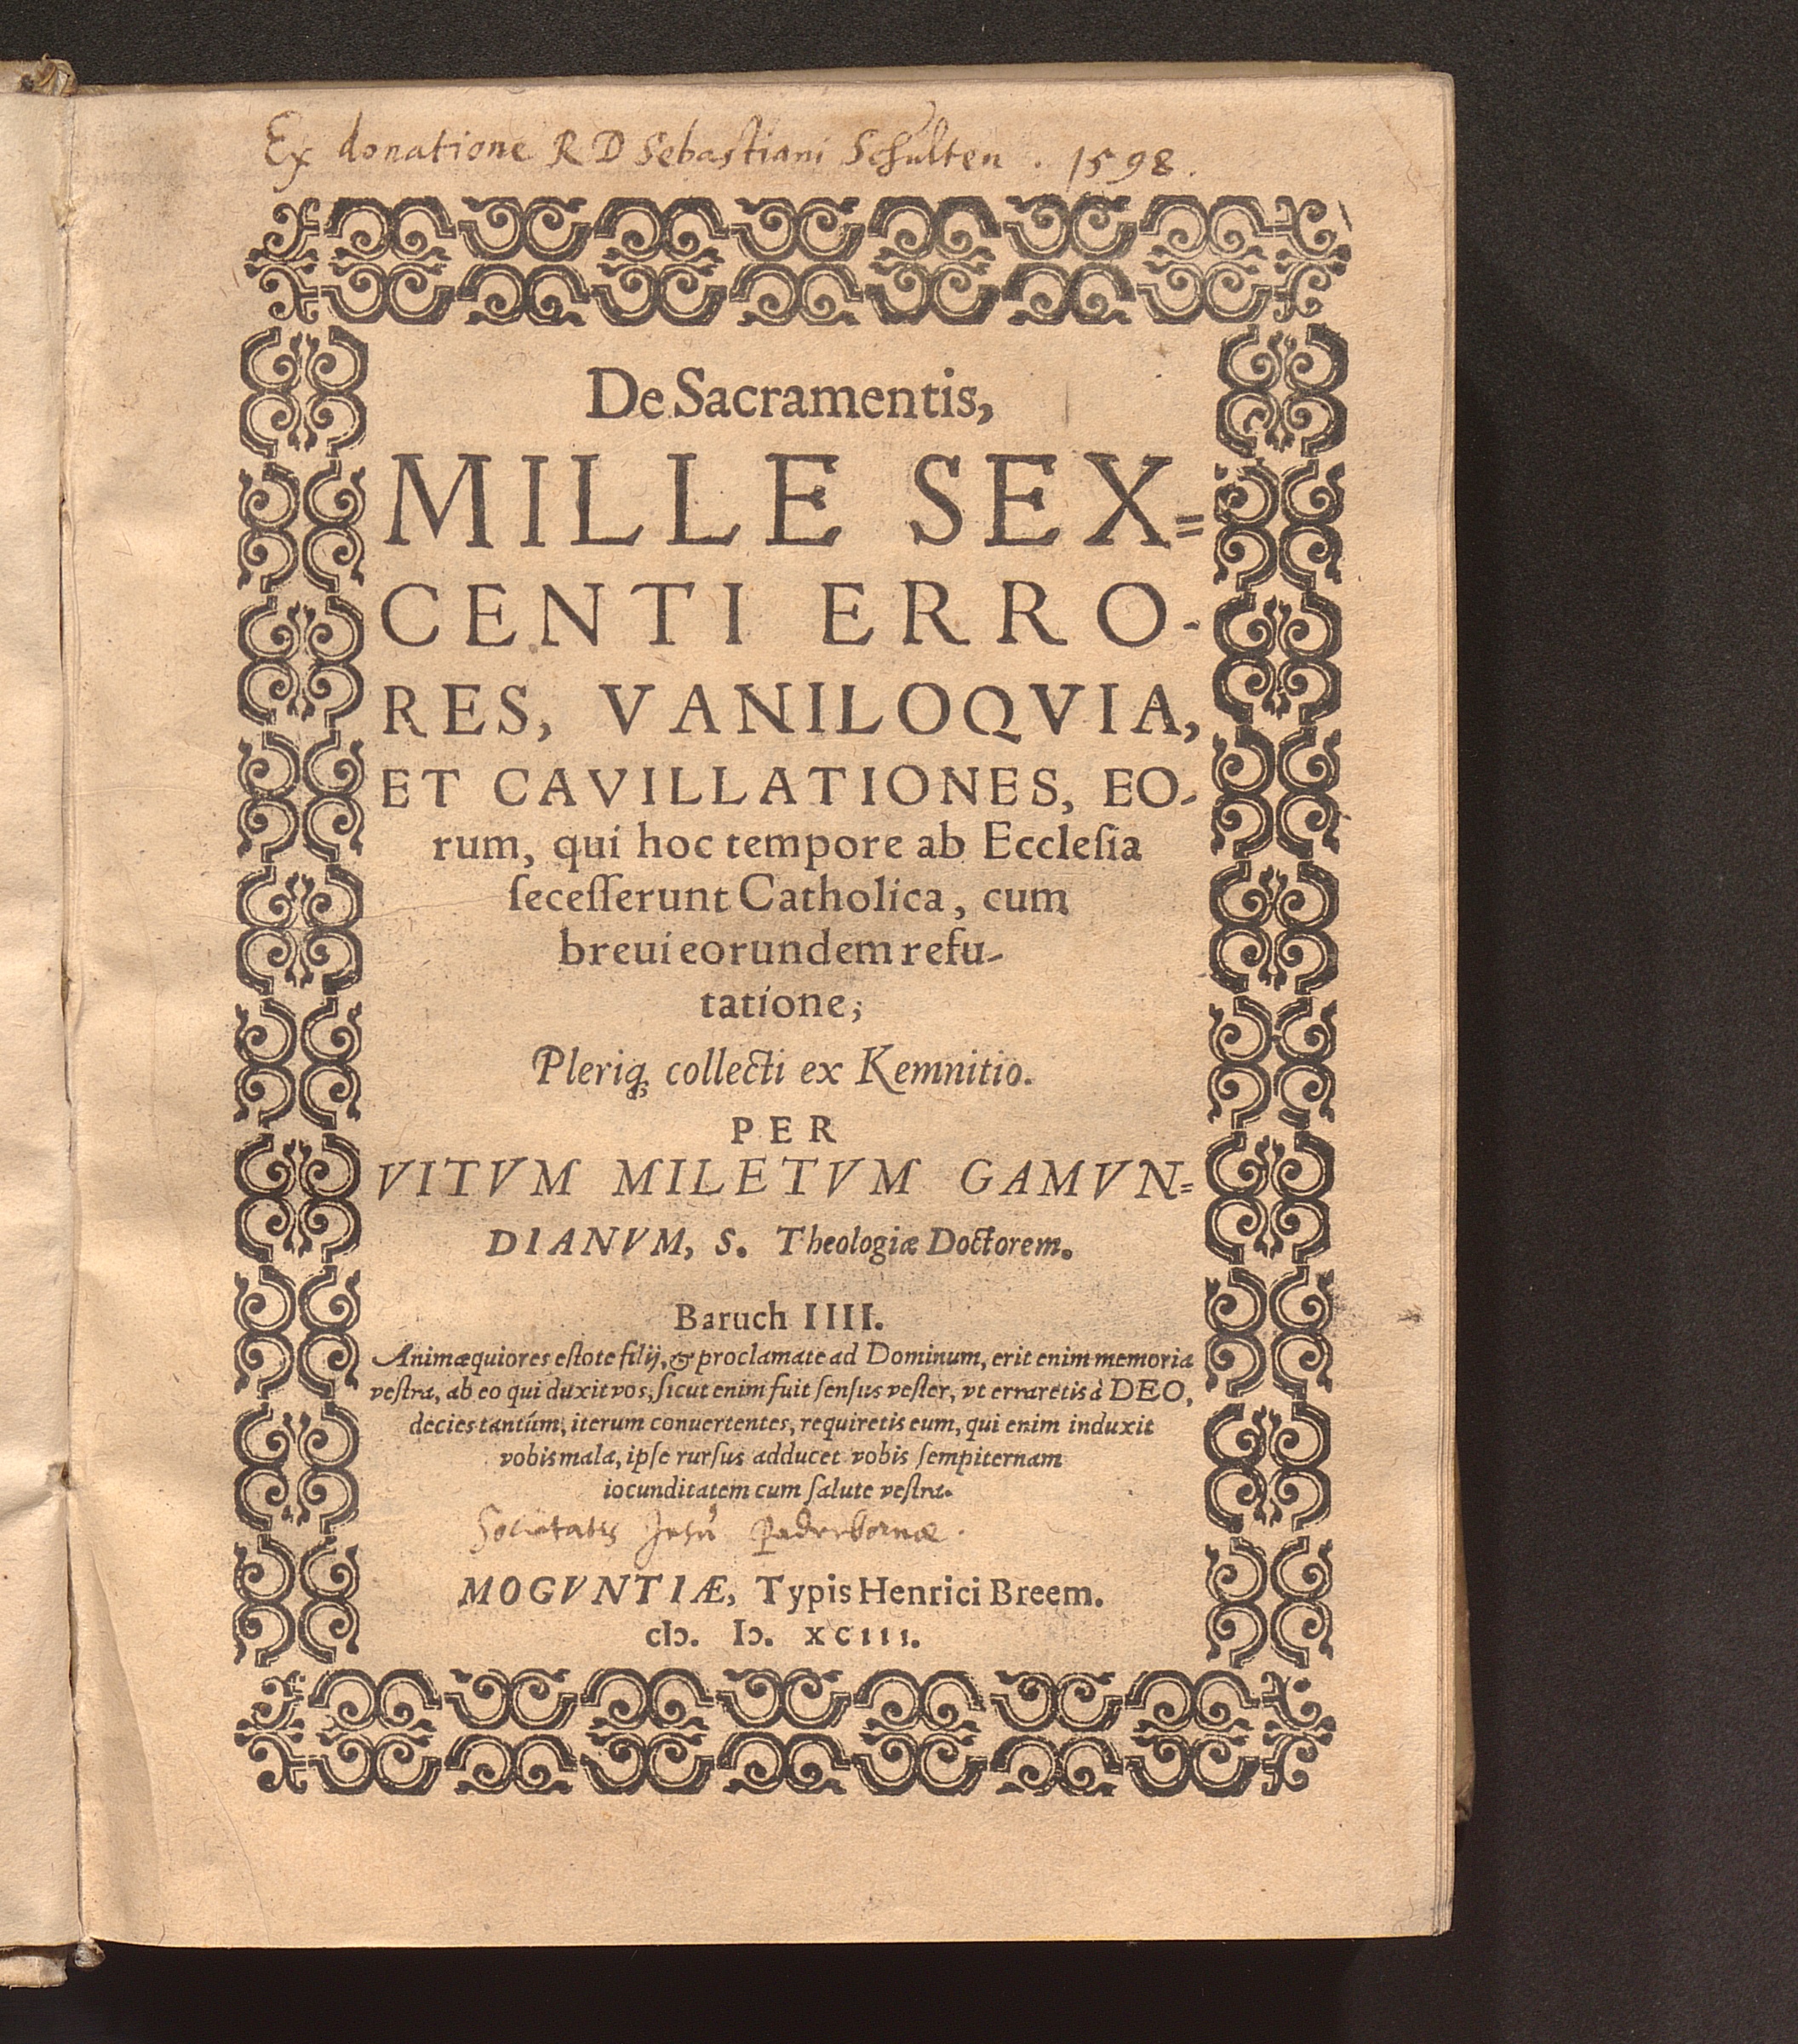 Ex donatione R D Sebastiani Schulten . 1598.
De Sacramentis,
MILLE SEX=
CENTI ERRO-
RES, VANILOQVIA,
ET CAVILLATIONES, EO-
rum, qui hoc tempore ab Eccleſia
ſeceſſerunt Catholica, cum
breui eorundem refu-
tatione;
Pleriq; collecti ex Kemnitio.
PER
VITVM MILETVM GAMVN=
DIANVM, S. Theologiæ Doctorem.
Baruch IIII.
Animæquiores eſtote filij, & proclamate ad Dominum, erit enim memoria
veſtra, ab eo qui duxit vos, ſicut enim fuit ſenſus veſter, vt erraretis à DEO,
decies tantùm, iterum conuertentes, requiretis eum, qui enim induxit
vobis mala, ipſe rurſus adducet vobis ſempiternam
iocunditatem cum ſalute veſtra.
Societatis Jesu Paderbornæ.
MOGVNTIÆ, Typis Henrici Breem.
cIↄ. Iↄ. XCIII.